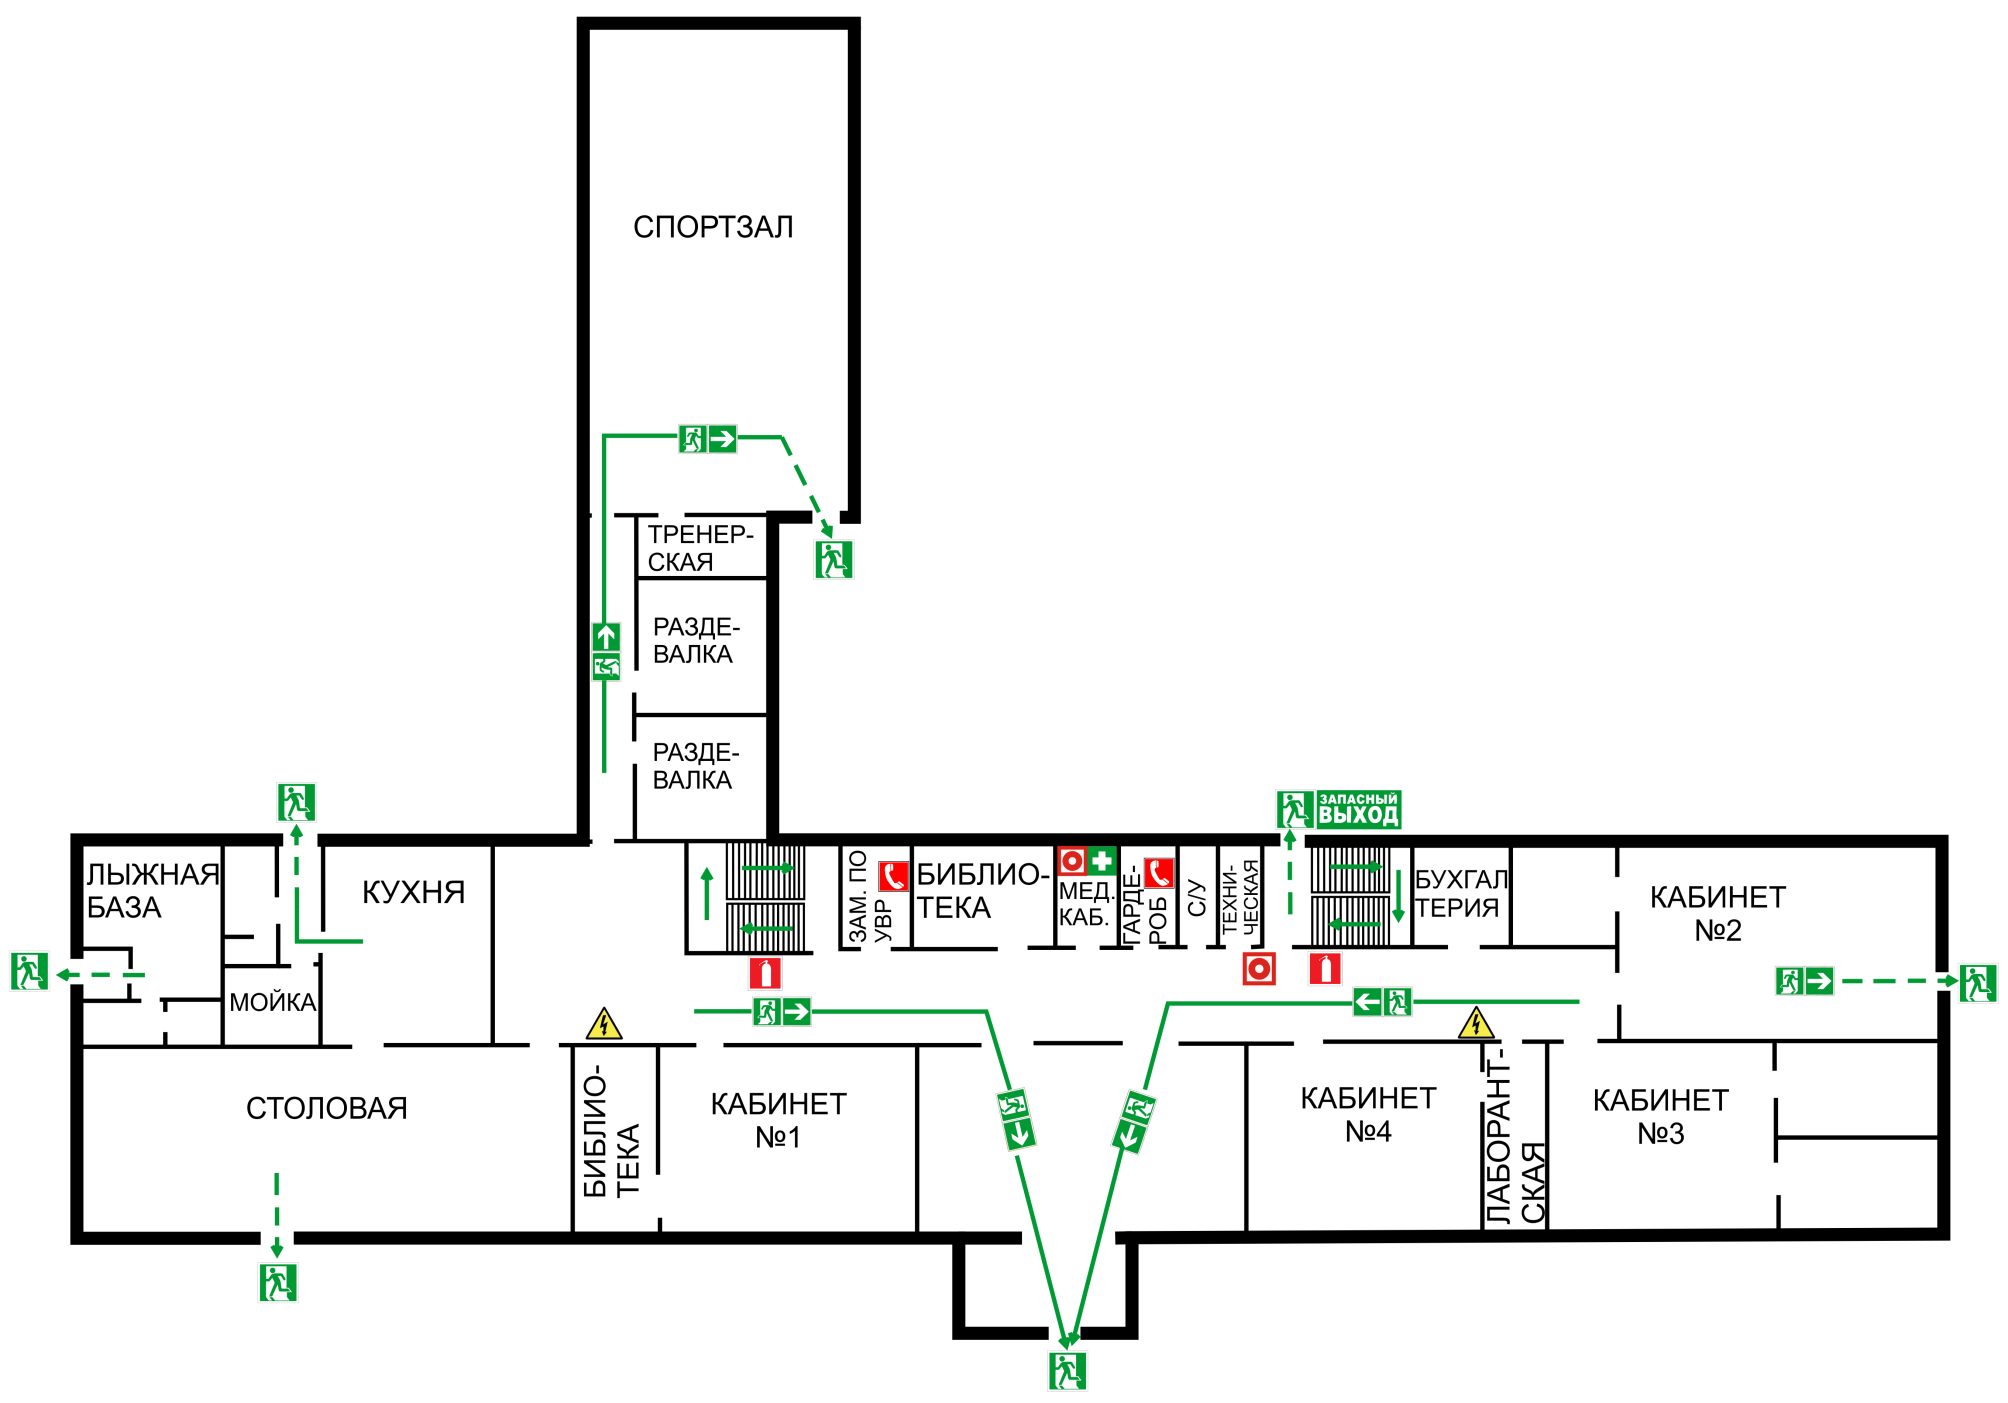 СПОРТЗАЛ
ТРЕНЕР-
СКАЯ
РАЗДЕ-
ВАЛКА
РАЗДЕ-
ВАЛКА
ЗАПАСНЫЙ
ВЫХОД
ЛЫЖНАЯ
БАЗА
КУХНЯ
МОЙКА
ЗАМ. ПО
УВР
БИБЛИО-
ТЕКА
МЕД.
КАБ.
ГАРДЕ-
РОБ
С/У
ТЕХНИ-
ЧЕСКАЯ
БУХГАЛ
ТЕРИЯ
КАБИНЕТ
№2
СТОЛОВАЯ
БИБЛИО-
ТЕКА
КАБИНЕТ
№1
КАБИНЕТ
№4
ЛАБОРАНТ-
СКАЯ
КАБИНЕТ
№3